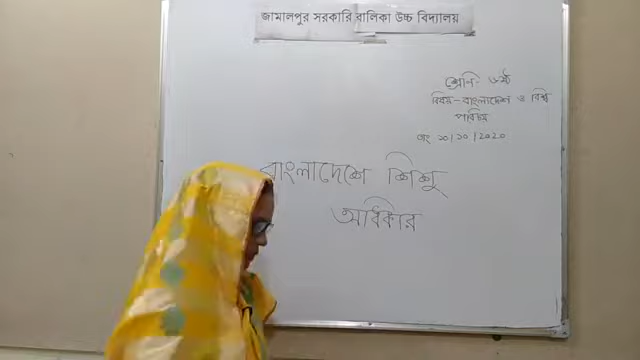 জামালপুর সরকারি বালিকা উচ্চ বিদ্যালয়
শ্রেণি- ৬ষ্ঠ
বিষয়- বাংলাদেশ ও বিশ্ব
পরিচয়
তাং ২০/১০/২০২০
বাংলাদেশে শিশু
অধিকার